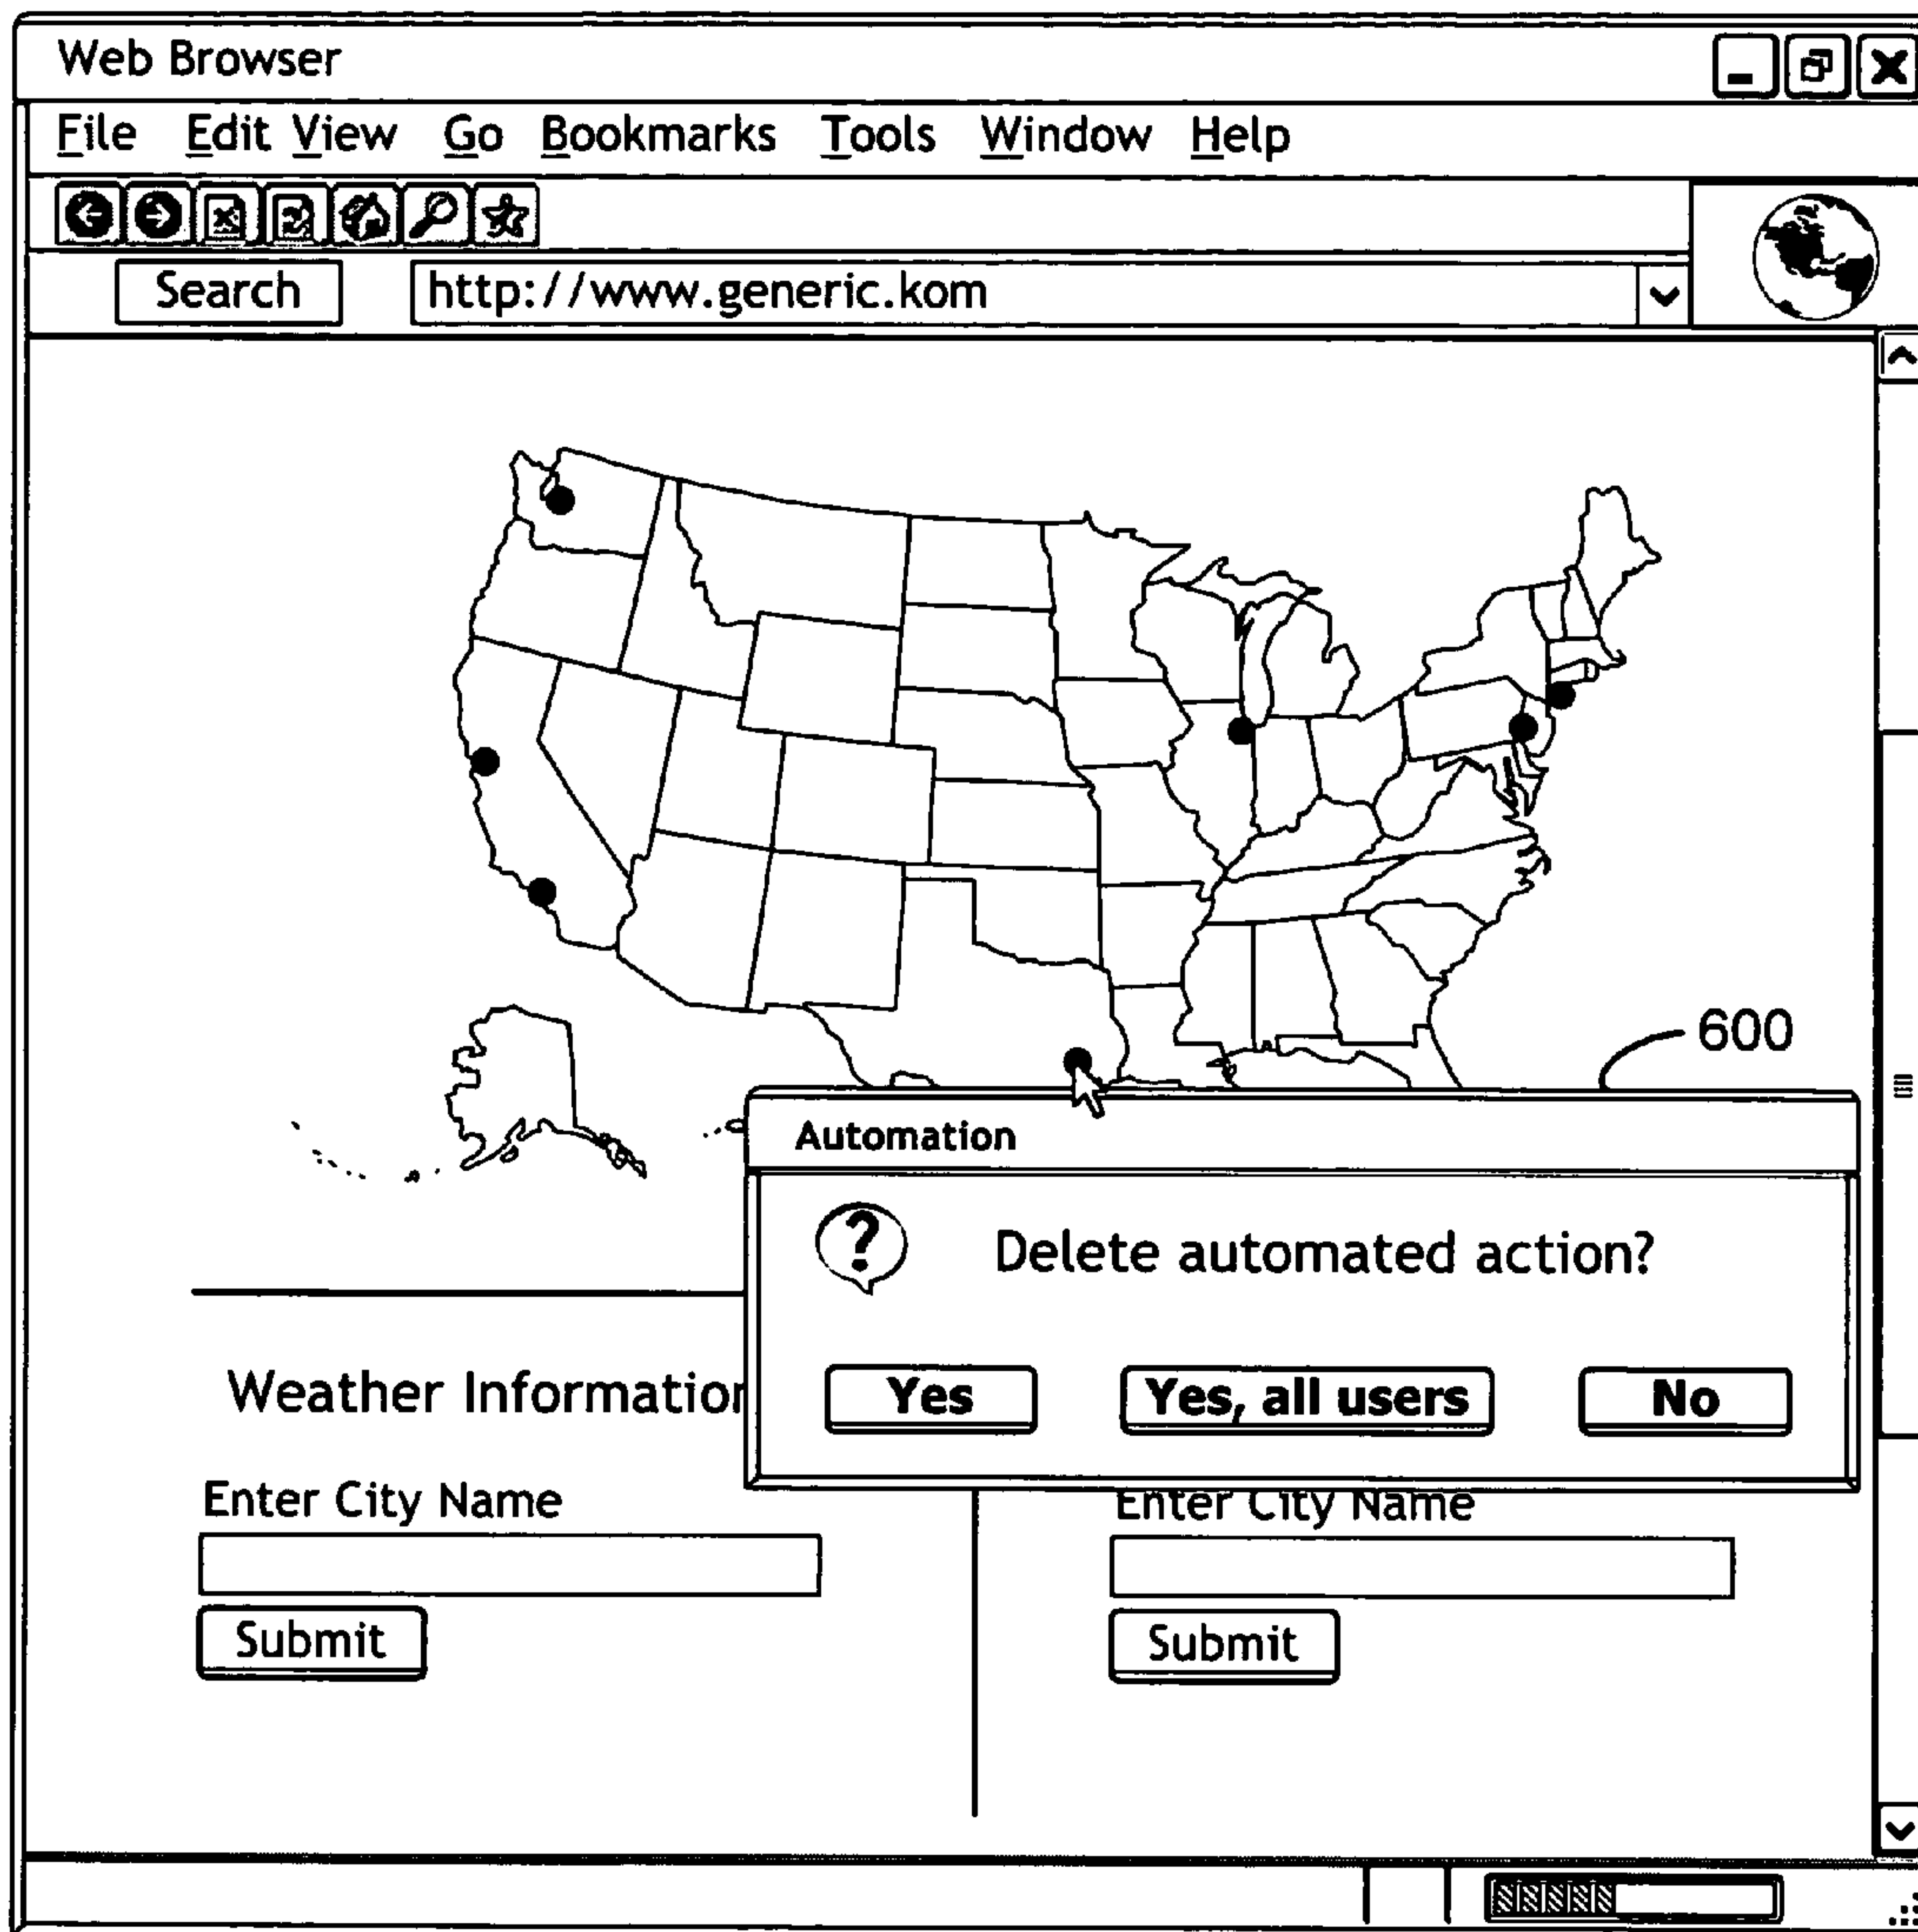 Web Browser
File Edit View Go Bookmarks Tools Window Help
Search http://www.generic.kom
600
Automation
? Delete automated action?
Weather Information
Yes Yes, all users No
Enter City Name Enter City Name
Submit Submit